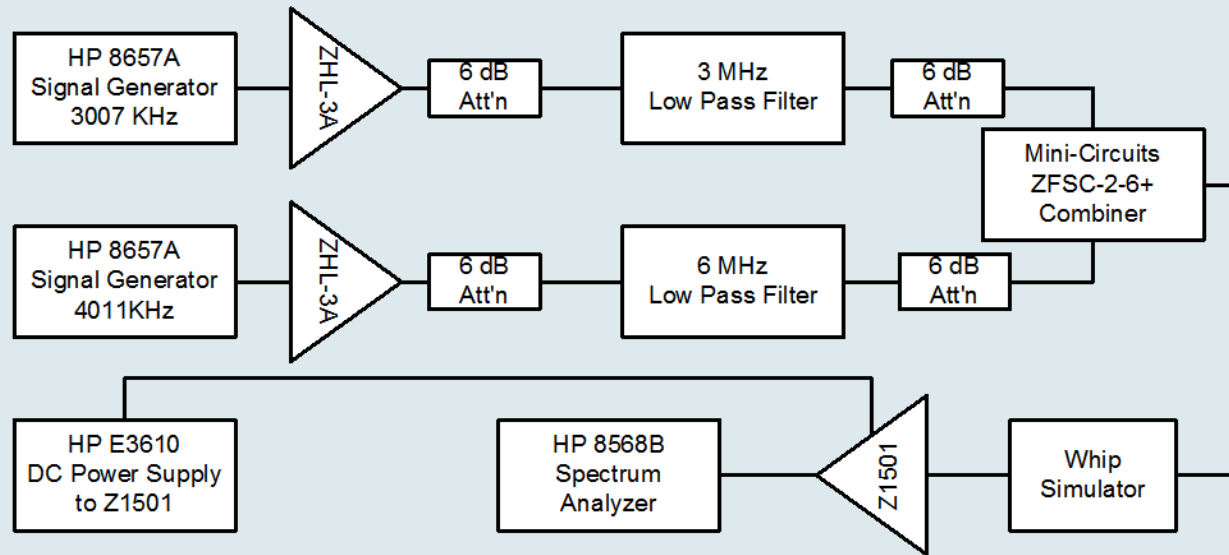 HP 8657A
Signal Generator
3007 KHz
ZHL-3A
6 dB
Att'n
3 MHz
Low Pass Filter
6 dB
Att'n
Mini-Circuits
ZFSC-2-6+
Combiner
HP 8657A
Signal Generator
4011KHz
ZHL-3A
6 dB
Att'n
6 MHz
Low Pass Filter
6 dB
Att'n
HP E3610
DC Power Supply
to Z1501
HP 8568B
Spectrum
Analyzer
Z1501
Whip
Simulator